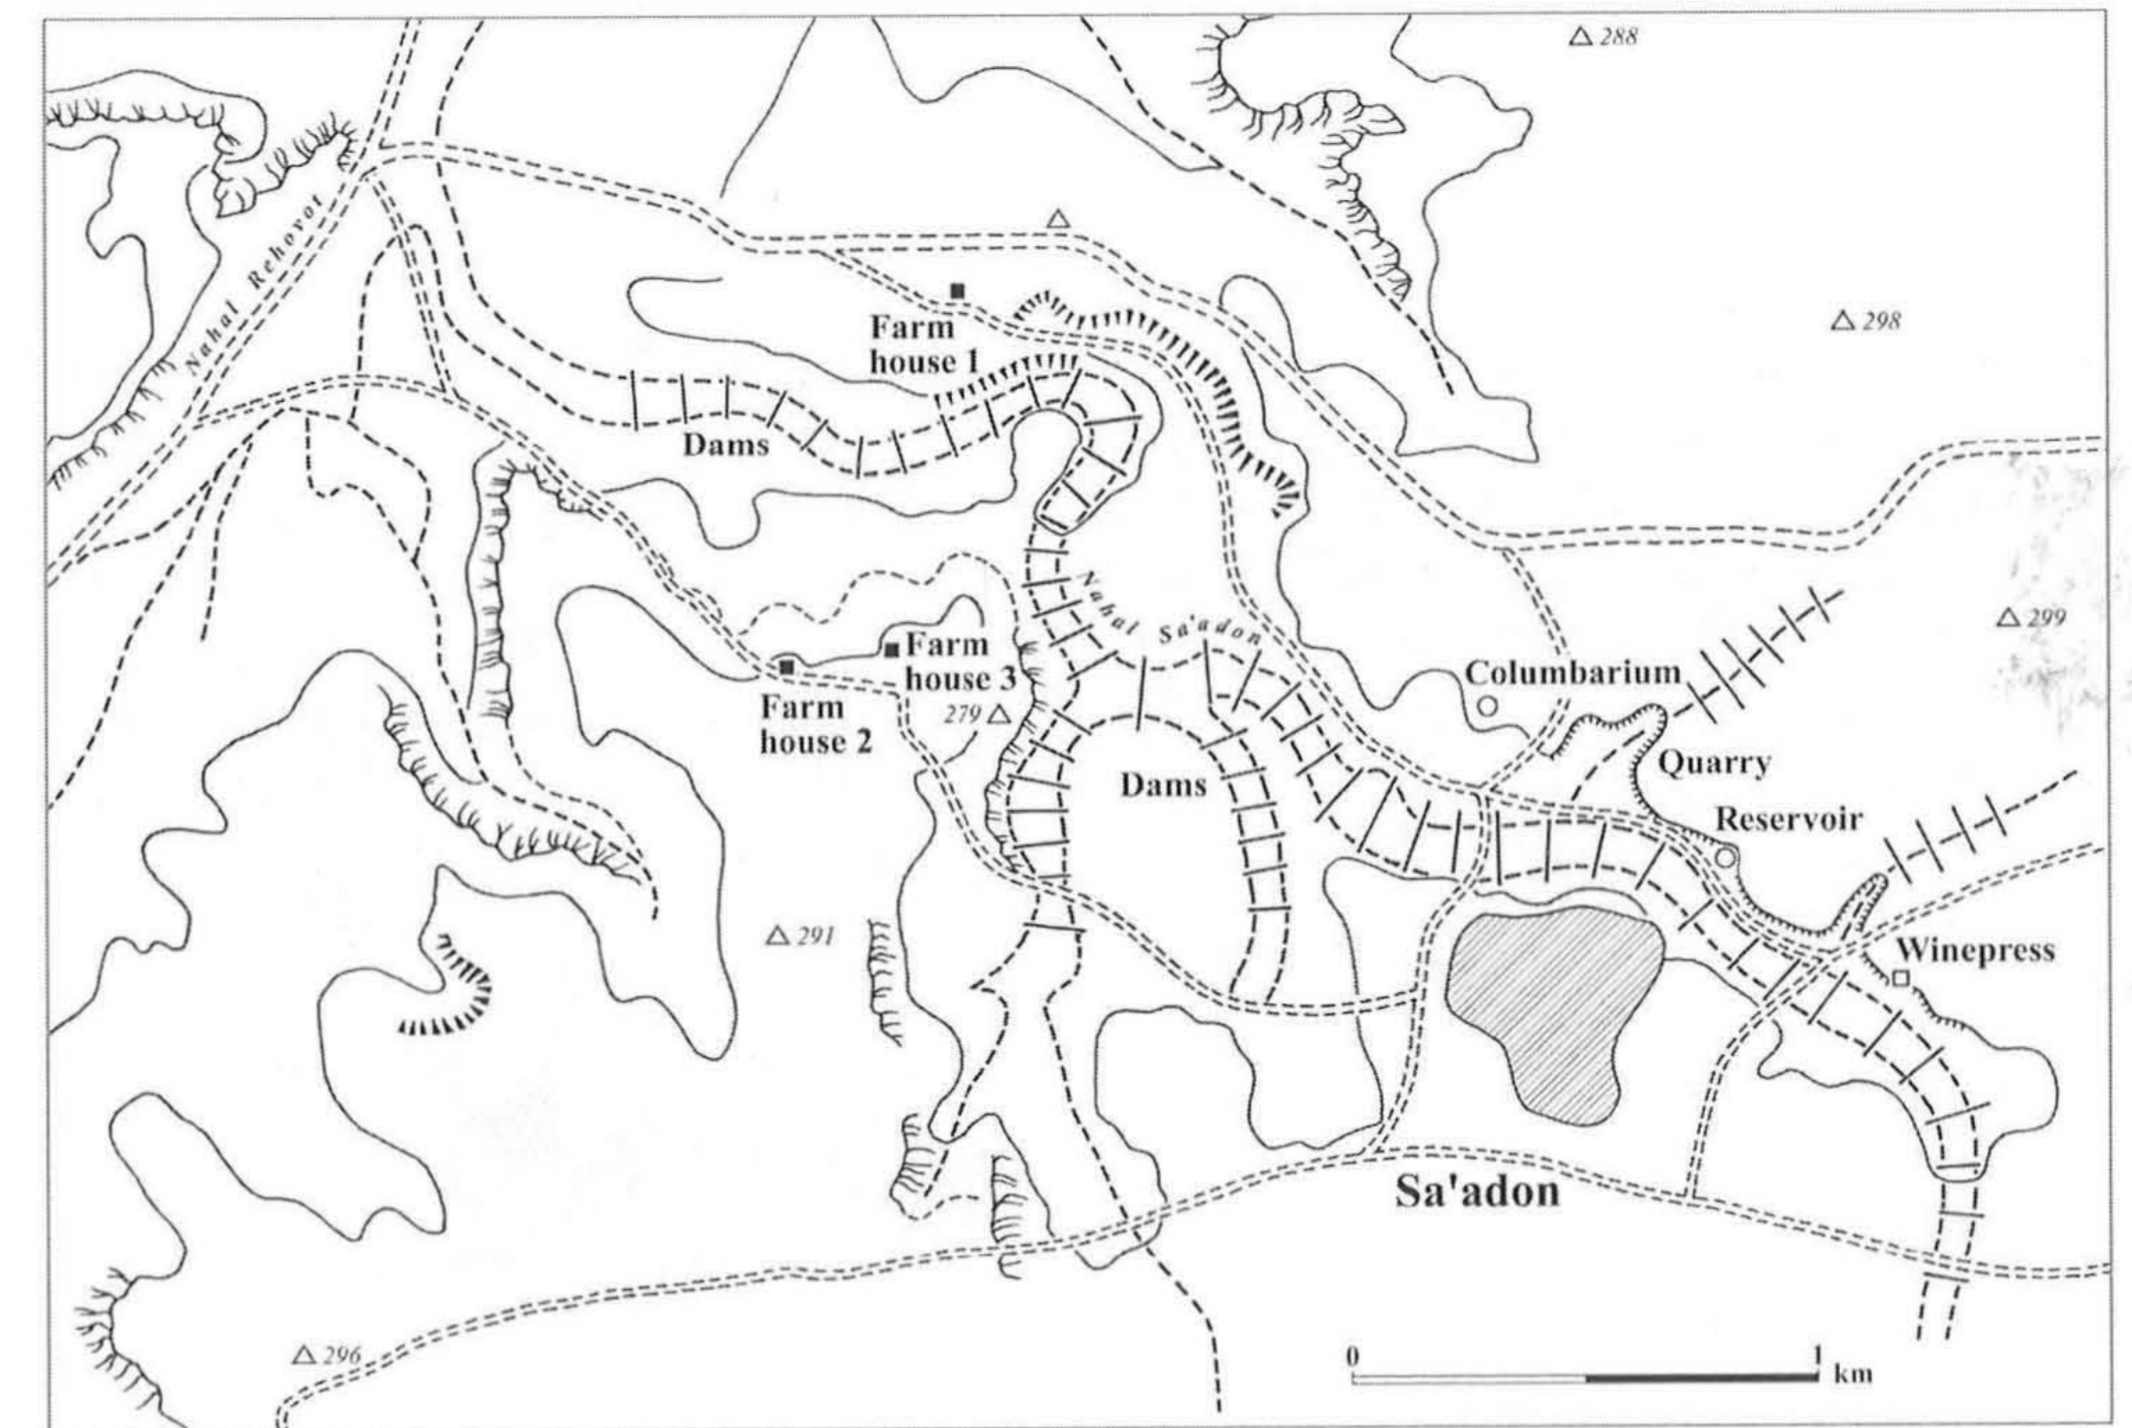 288
Nahal Rehovot
298
Farm
house 1
Dams
Nahal Sa'adon
299
Farm
house 3
Columbarium
Farm
house 2
279
Quarry
Dams
Reservoir
291
Winepress
Sa'adon
296
0 1
km